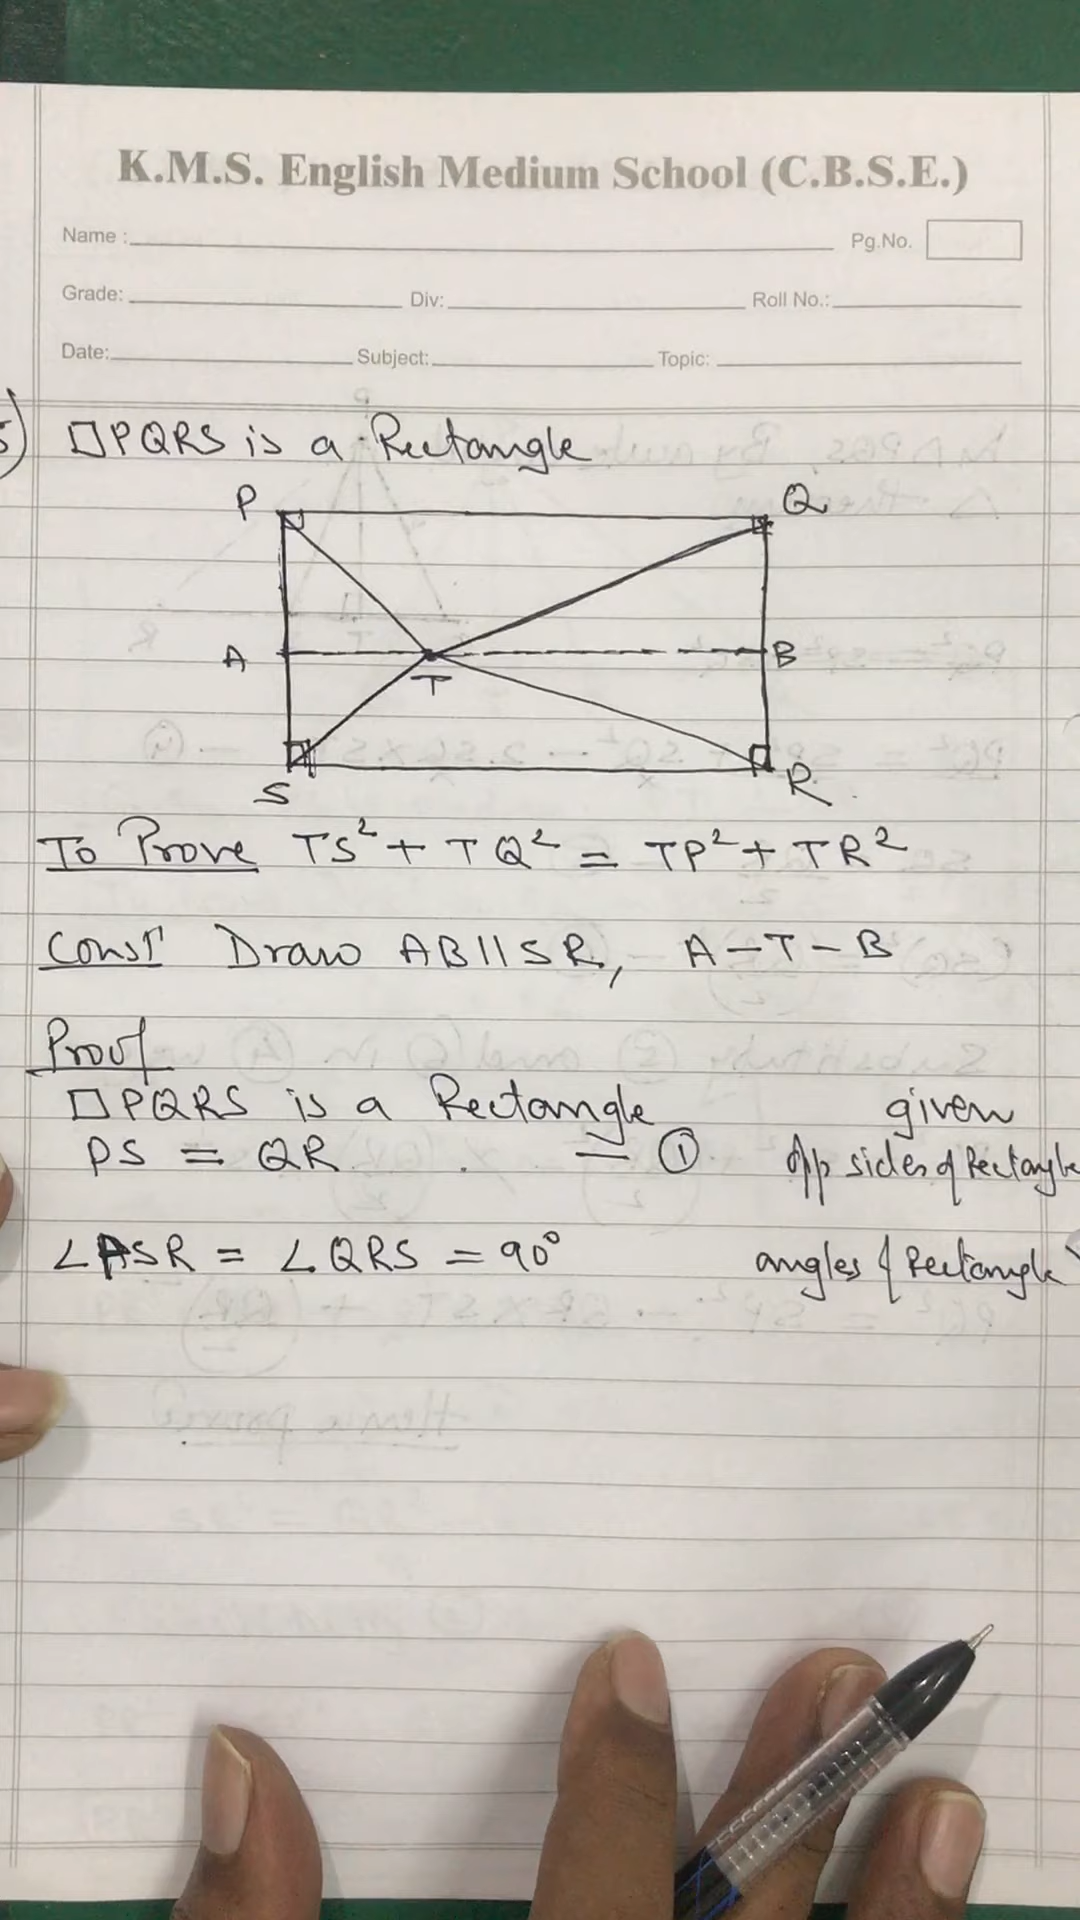 K.M.S. English Medium School (C.B.S.E.)
Name : Pg.No.
Grade: Div: Roll No.:
Date: Subject: Topic:
5) □PQRS is a Rectangle
P Q
A B
T
S R
To Prove TS² + TQ² = TP² + TR²
Const Draw AB || SR, A – T – B
Proof
□PQRS is a Rectangle given
PS = QR — ① Opp sides of Rectangle
∠ASR = ∠QRS = 90° angles of Rectangle